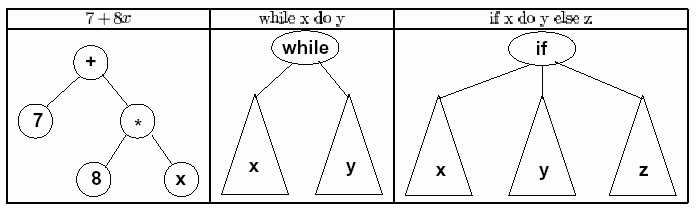 7 + 8x
while x do y
if x do y else z
+
7
*
8
x
while
x
y
if
x
y
z